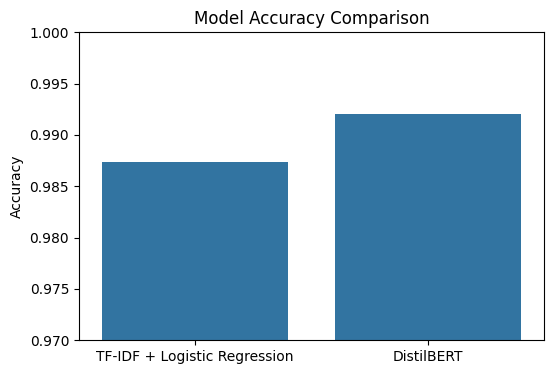 Model Accuracy Comparison
1.000
0.995
0.990
0.985
0.980
0.975
0.970
Accuracy
TF-IDF + Logistic Regression
DistilBERT